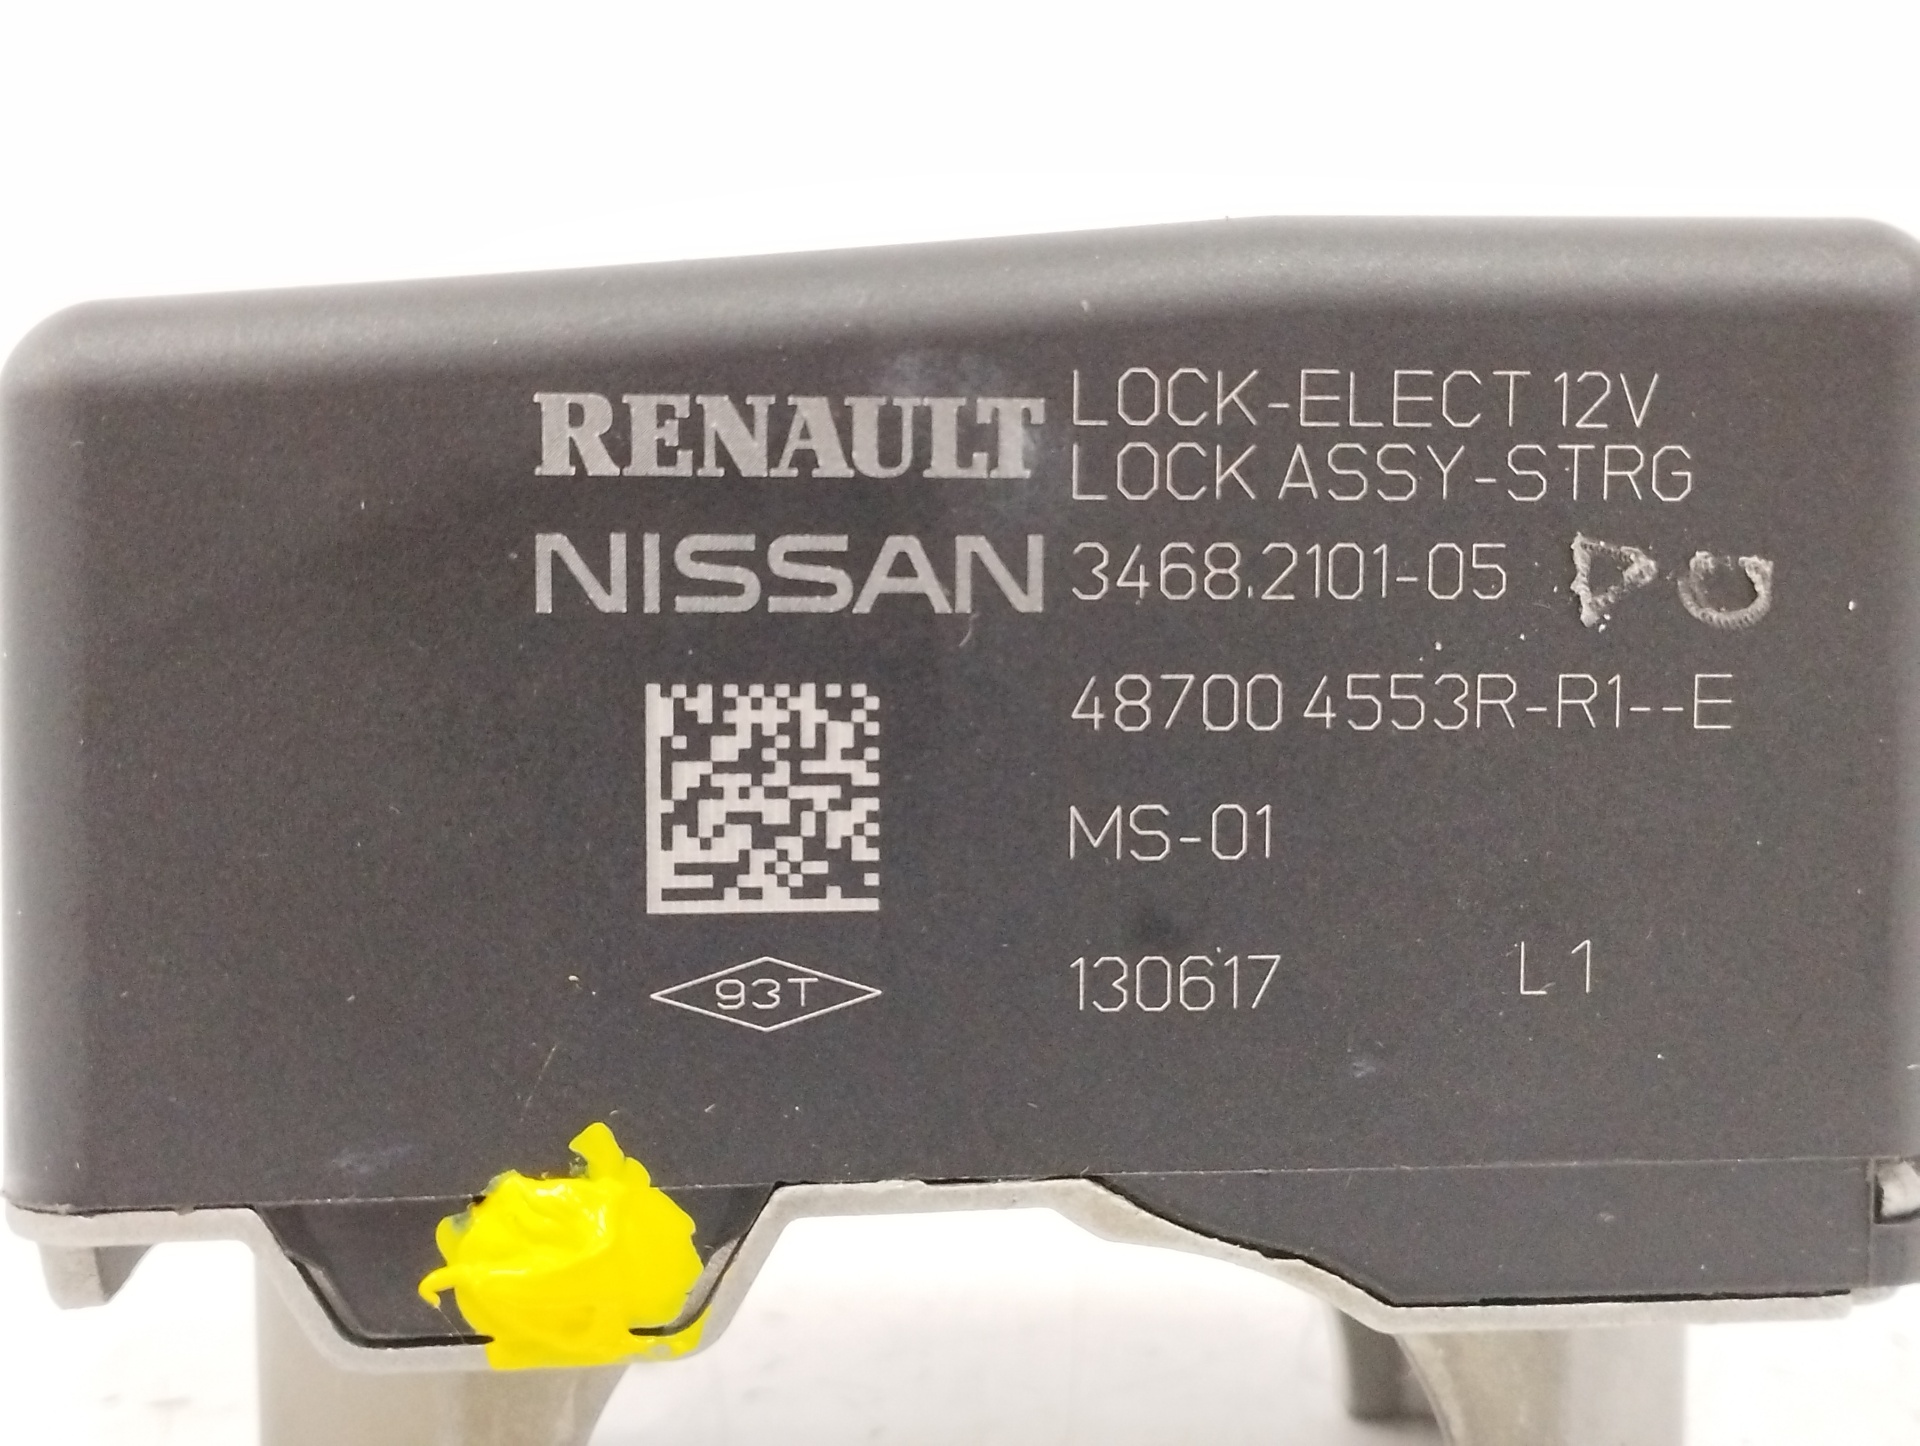 RENAULT
LOCK-ELECT 12V
LOCK ASSY-STRG
NISSAN
3468.2101-05
48700 4553R-R1--E
MS-01
93T
130617 L1